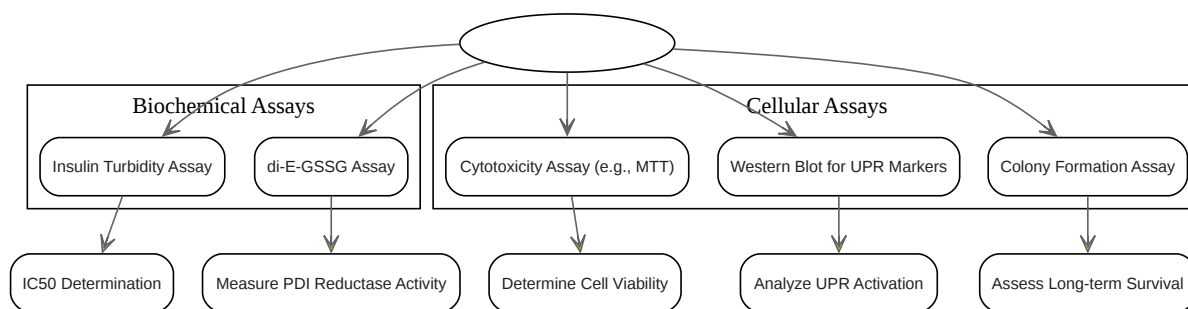 Biochemical Assays
Cellular Assays
Insulin Turbidity Assay
di-E-GSSG Assay
Cytotoxicity Assay (e.g., MTT)
Western Blot for UPR Markers
Colony Formation Assay
IC50 Determination
Measure PDI Reductase Activity
Determine Cell Viability
Analyze UPR Activation
Assess Long-term Survival